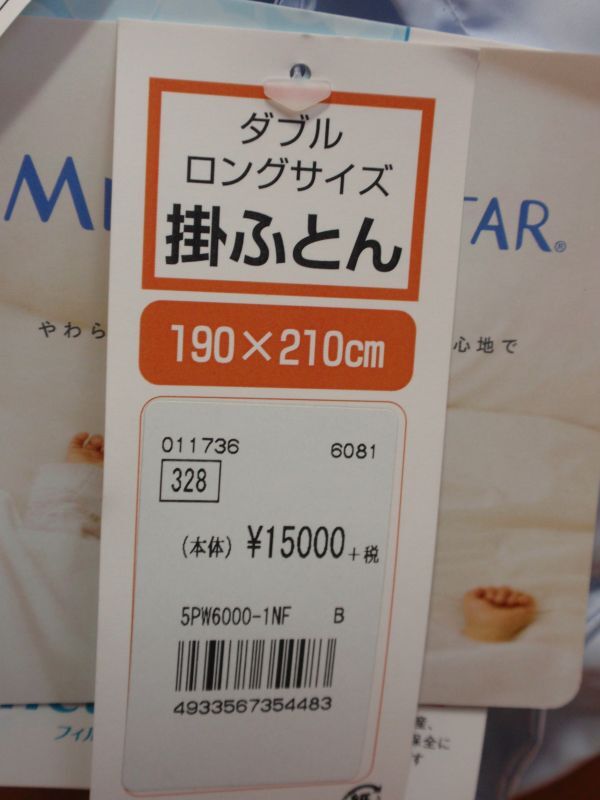 ダブル
ロングサイズ
掛ふとん
190×210cm
やわら
心地で
TAR®
011736 6081
328
(本体) ¥15000+税
5PW6000-1NF B
4933567354483